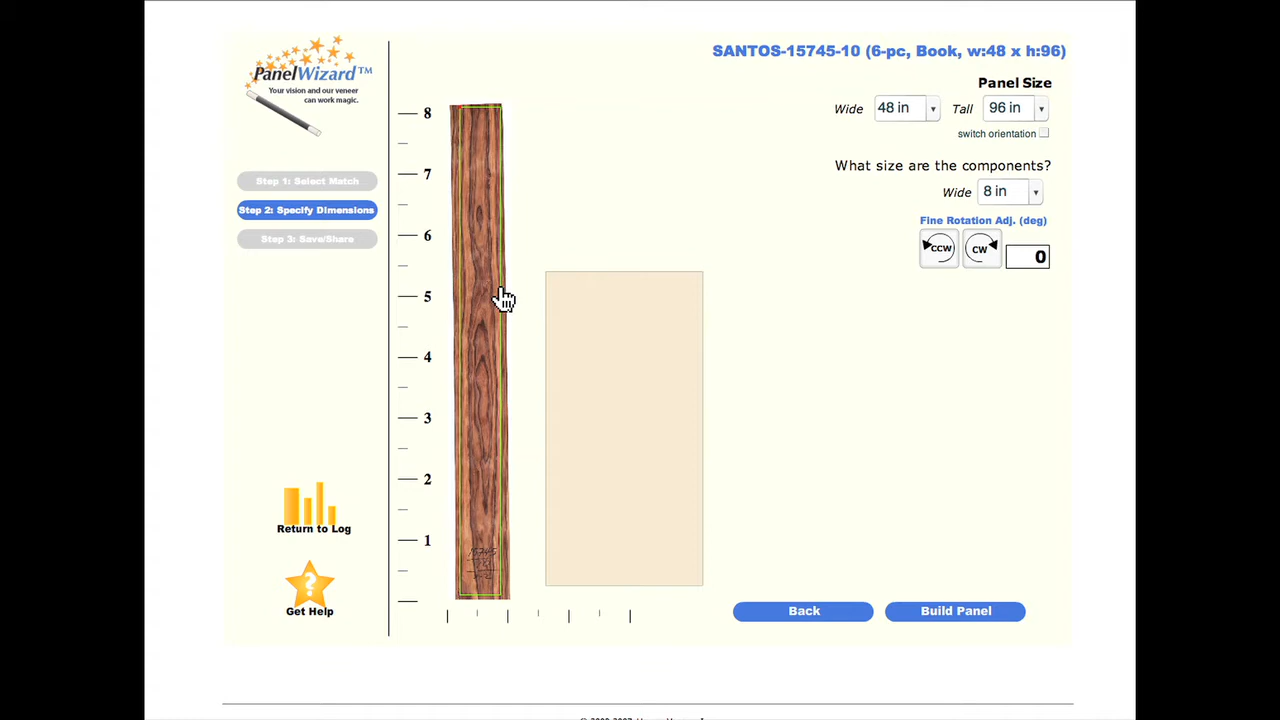 PanelWizard™
Your vision and our veneer
can work magic.
Step 1: Select Match
Step 2: Specify Dimensions
Step 3: Save/Share
Return to Log
?
Get Help
8
7
6
5
4
3
2
1
15745
SANTOS-15745-10 (6-pc, Book, w:48 x h:96)
Panel Size
Wide 48 in Tall 96 in
switch orientation
What size are the components?
Wide 8 in
Fine Rotation Adj. (deg)
CCW CW 0
Back Build Panel